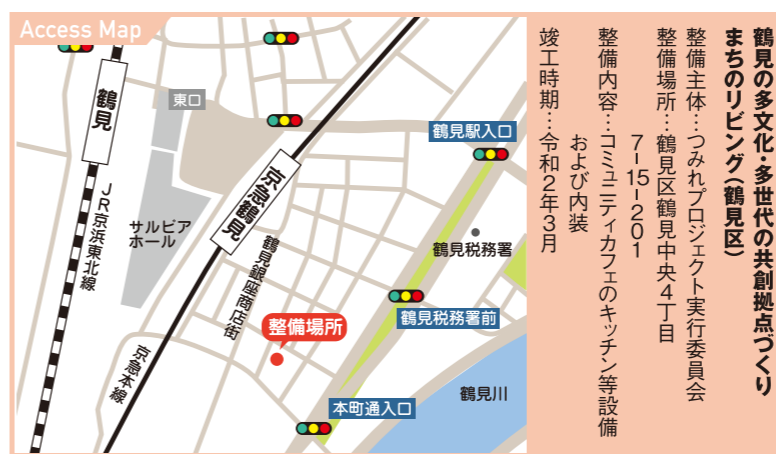 Access Map
鶴見の多文化・多世代の共創拠点づくり
まちのリビング（鶴見区）
整備主体…つみれプロジェクト実行委員会
整備場所…鶴見区鶴見中央４丁目
7-15-201
整備内容…コミュニティカフェのキッチン等設備
および内装
竣工時期…令和２年３月
鶴見
東口
鶴見駅入口
京急鶴見
JR京浜東北線
サルビア
ホール
鶴見銀座商店街
鶴見税務署
鶴見税務署前
整備場所
京急本線
鶴見川
本町通入口